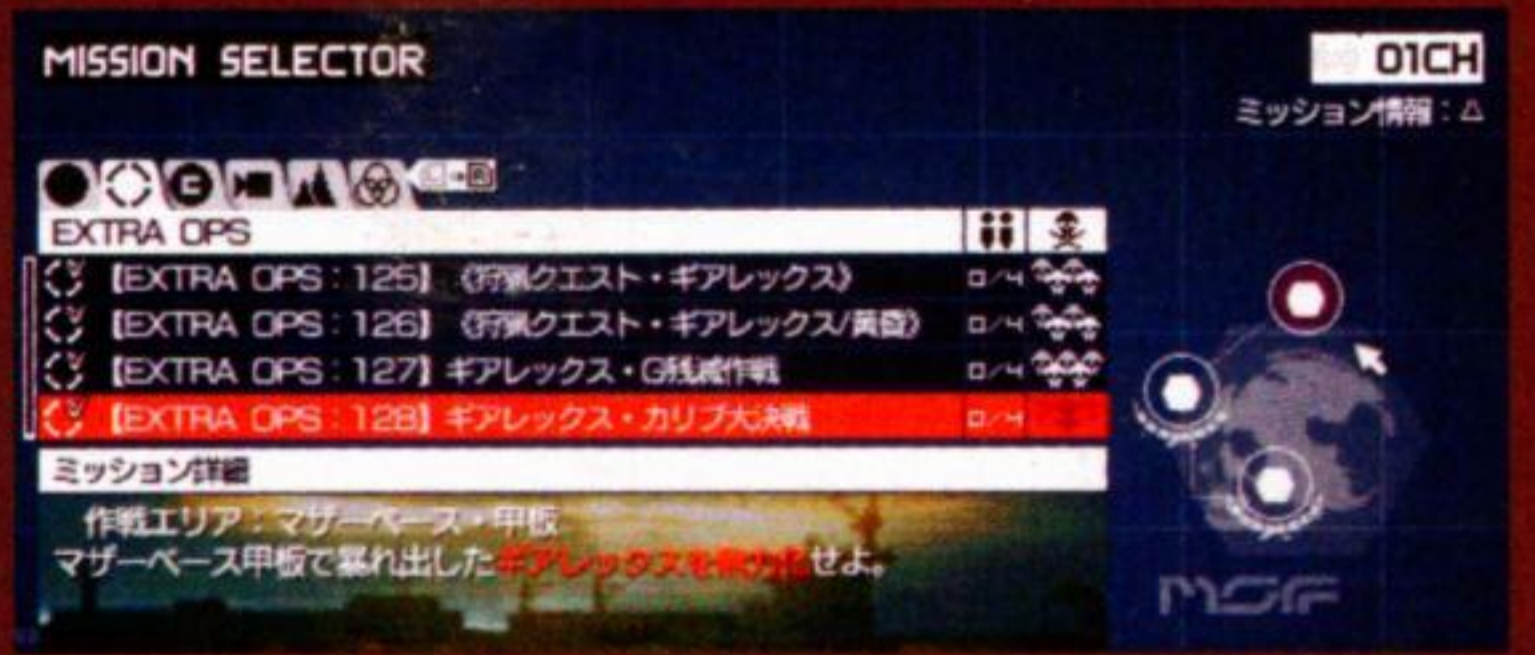 MISSION SELECTOR
01CH
ミッション情報:△
EXTRA OPS
【EXTRA OPS:125】《狩猟クエスト・ギアレックス》 0/4
【EXTRA OPS:126】《狩猟クエスト・ギアレックス/黄昏》 0/4
【EXTRA OPS:127】ギアレックス・G殲滅作戦 0/4
【EXTRA OPS:128】ギアレックス・カリブ大決戦 0/4
ミッション詳細
作戦エリア:マザーベース・甲板
マザーベース甲板で暴れ出したギアレックスを無力化せよ。
MSF